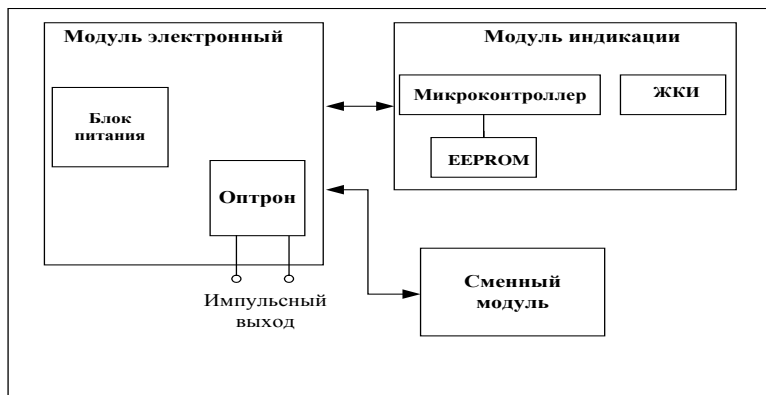 Модуль электронный
Блок
питания
Оптрон
Импульсный
выход
Модуль индикации
Микроконтроллер
ЖКИ
EEPROM
Сменный
модуль